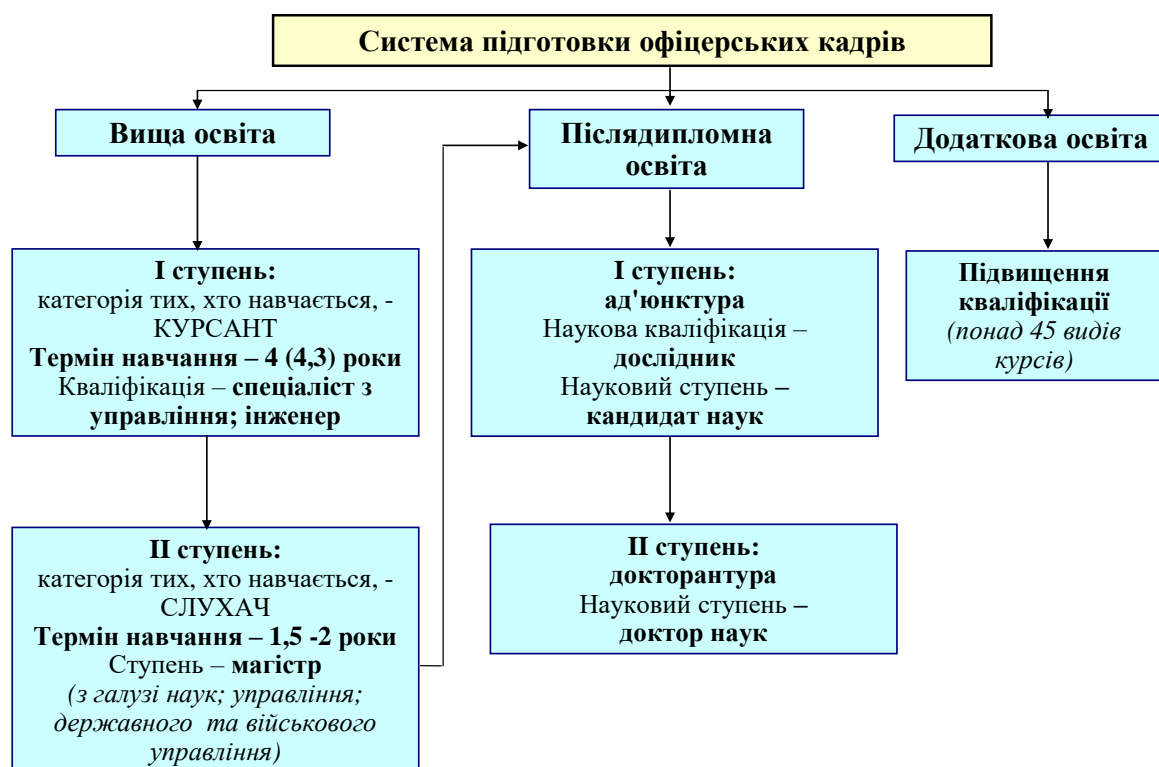 Система підготовки офіцерських кадрів
Вища освіта
Післядипломна
освіта
Додаткова освіта
I ступень:
категорія тих, хто навчається, -
КУРСАНТ
Термін навчання – 4 (4,3) роки
Кваліфікація – спеціаліст з
управління; інженер
I ступень:
ад'юнктура
Наукова кваліфікація –
дослідник
Науковий ступень –
кандидат наук
Підвищення
кваліфікації
(понад 45 видів
курсів)
II ступень:
категорія тих, хто навчається, -
СЛУХАЧ
Термін навчання – 1,5 -2 роки
Ступень – магістр
(з галузі наук; управління;
державного та військового
управління)
II ступень:
докторантура
Науковий ступень –
доктор наук